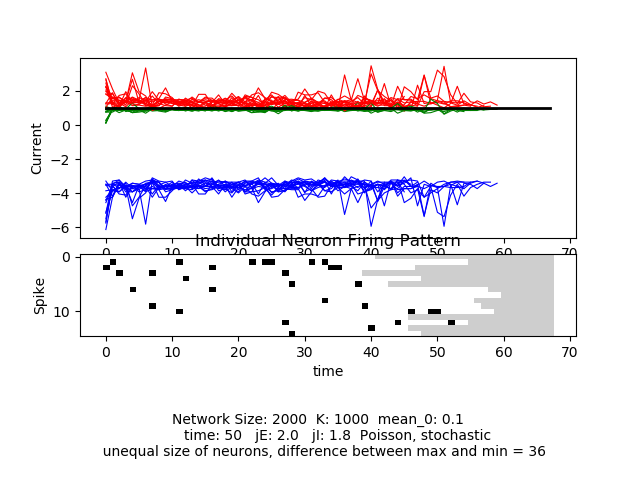 2
0
−2
−4
−6
Current
0 10 20 30 40 50 60 70
Individual Neuron Firing Pattern
0
10
Spike
0 10 20 30 40 50 60 70
time
Network Size: 2000 K: 1000 mean_0: 0.1
time: 50 jE: 2.0 jI: 1.8 Poisson, stochastic
unequal size of neurons, difference between max and min = 36